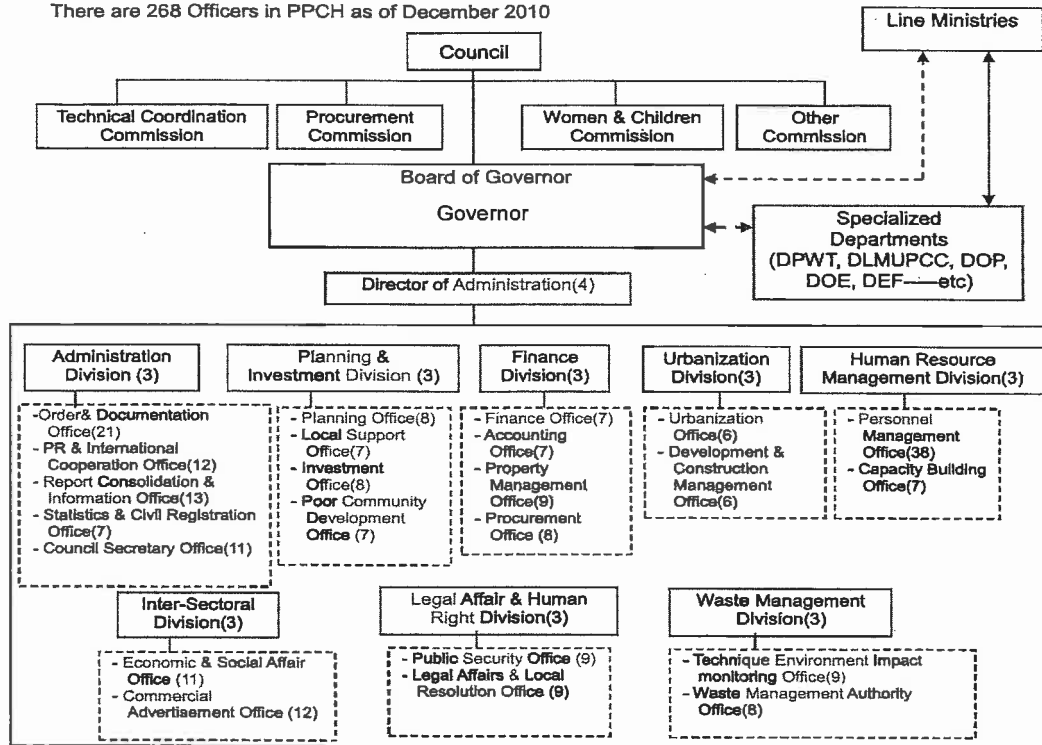 There are 268 Officers in PPCH as of December 2010
Line Ministries
Council
Technical Coordination
Commission
Procurement
Commission
Women & Children
Commission
Other
Commission
Board of Governor
Governor
Specialized
Departments
(DPWT, DLMUPCC, DOP,
DOE, DEF——etc)
Director of Administration(4)
Administration
Division (3)
-Order& Documentation
Office(21)
- PR & International
Cooperation Office(12)
- Report Consolidation &
Information Office(13)
- Statistics & Civil Registration
Office(7)
- Council Secretary Office(11)
Planning &
Investment Division (3)
- Planning Office(8)
- Local Support
Office(7)
- Investment
Office(8)
- Poor Community
Development
Office (7)
Finance
Division(3)
- Finance Office(7)
- Accounting
Office(7)
- Property
Management
Office(9)
- Procurement
Office (8)
Urbanization
Division(3)
- Urbanization
Office(6)
- Development &
Construction
Management
Office(6)
Human Resource
Management Division(3)
- Personnel
Management
Office(38)
- Capacity Building
Office(7)
Inter-Sectoral
Division(3)
- Economic & Social Affair
Office (11)
- Commercial
Advertisement Office (12)
Legal Affair & Human
Right Division(3)
- Public Security Office (9)
- Legal Affairs & Local
Resolution Office (9)
Waste Management
Division(3)
- Technique Environment Impact
monitoring Office(9)
- Waste Management Authority
Office(8)